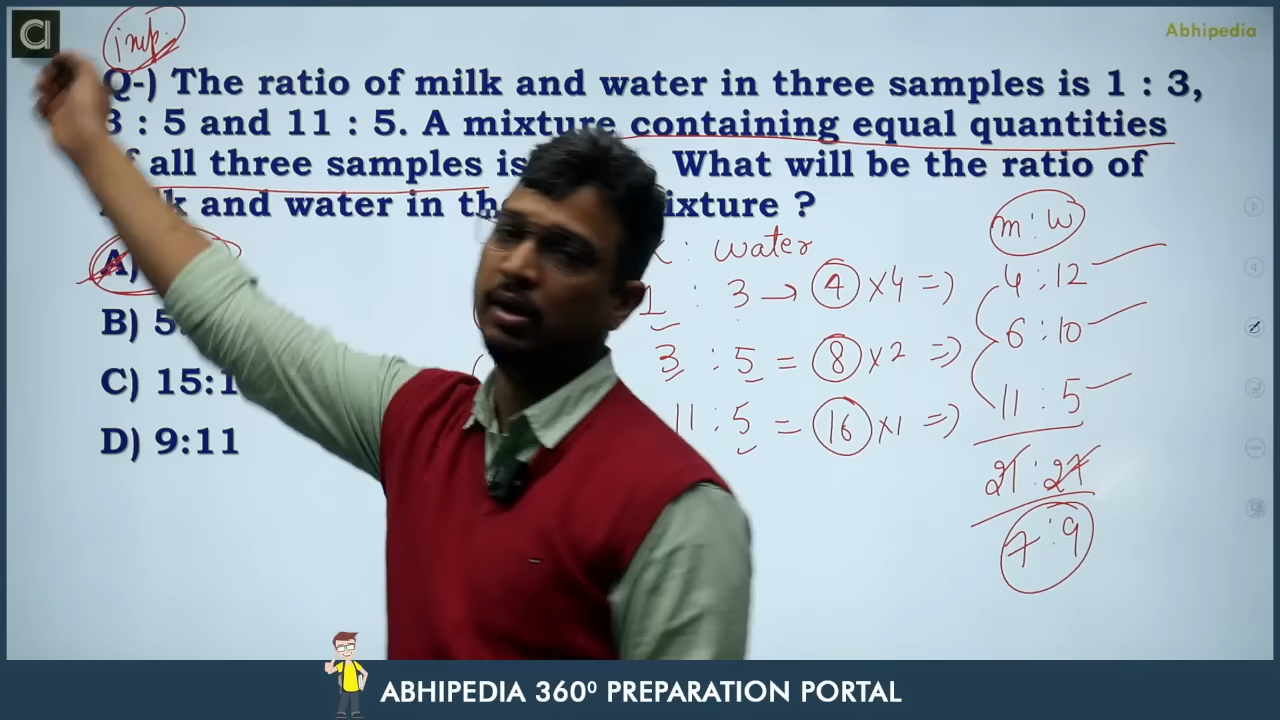 imp.
Abhipedia
Q-) The ratio of milk and water in three samples is 1 : 3,
3 : 5 and 11 : 5. A mixture containing equal quantities
all three samples is What will be the ratio of
and water in ixture ?
m : w
: water
A)
1 : 3 → 4 ×4 => 4 : 12
B) 5
3 : 5 = 8 ×2 => 6 : 10
C) 15:1
11 : 5 = 16 ×1 => 11 : 5
D) 9:11
21 : 27
7 : 9
ABHIPEDIA 360⁰ PREPARATION PORTAL